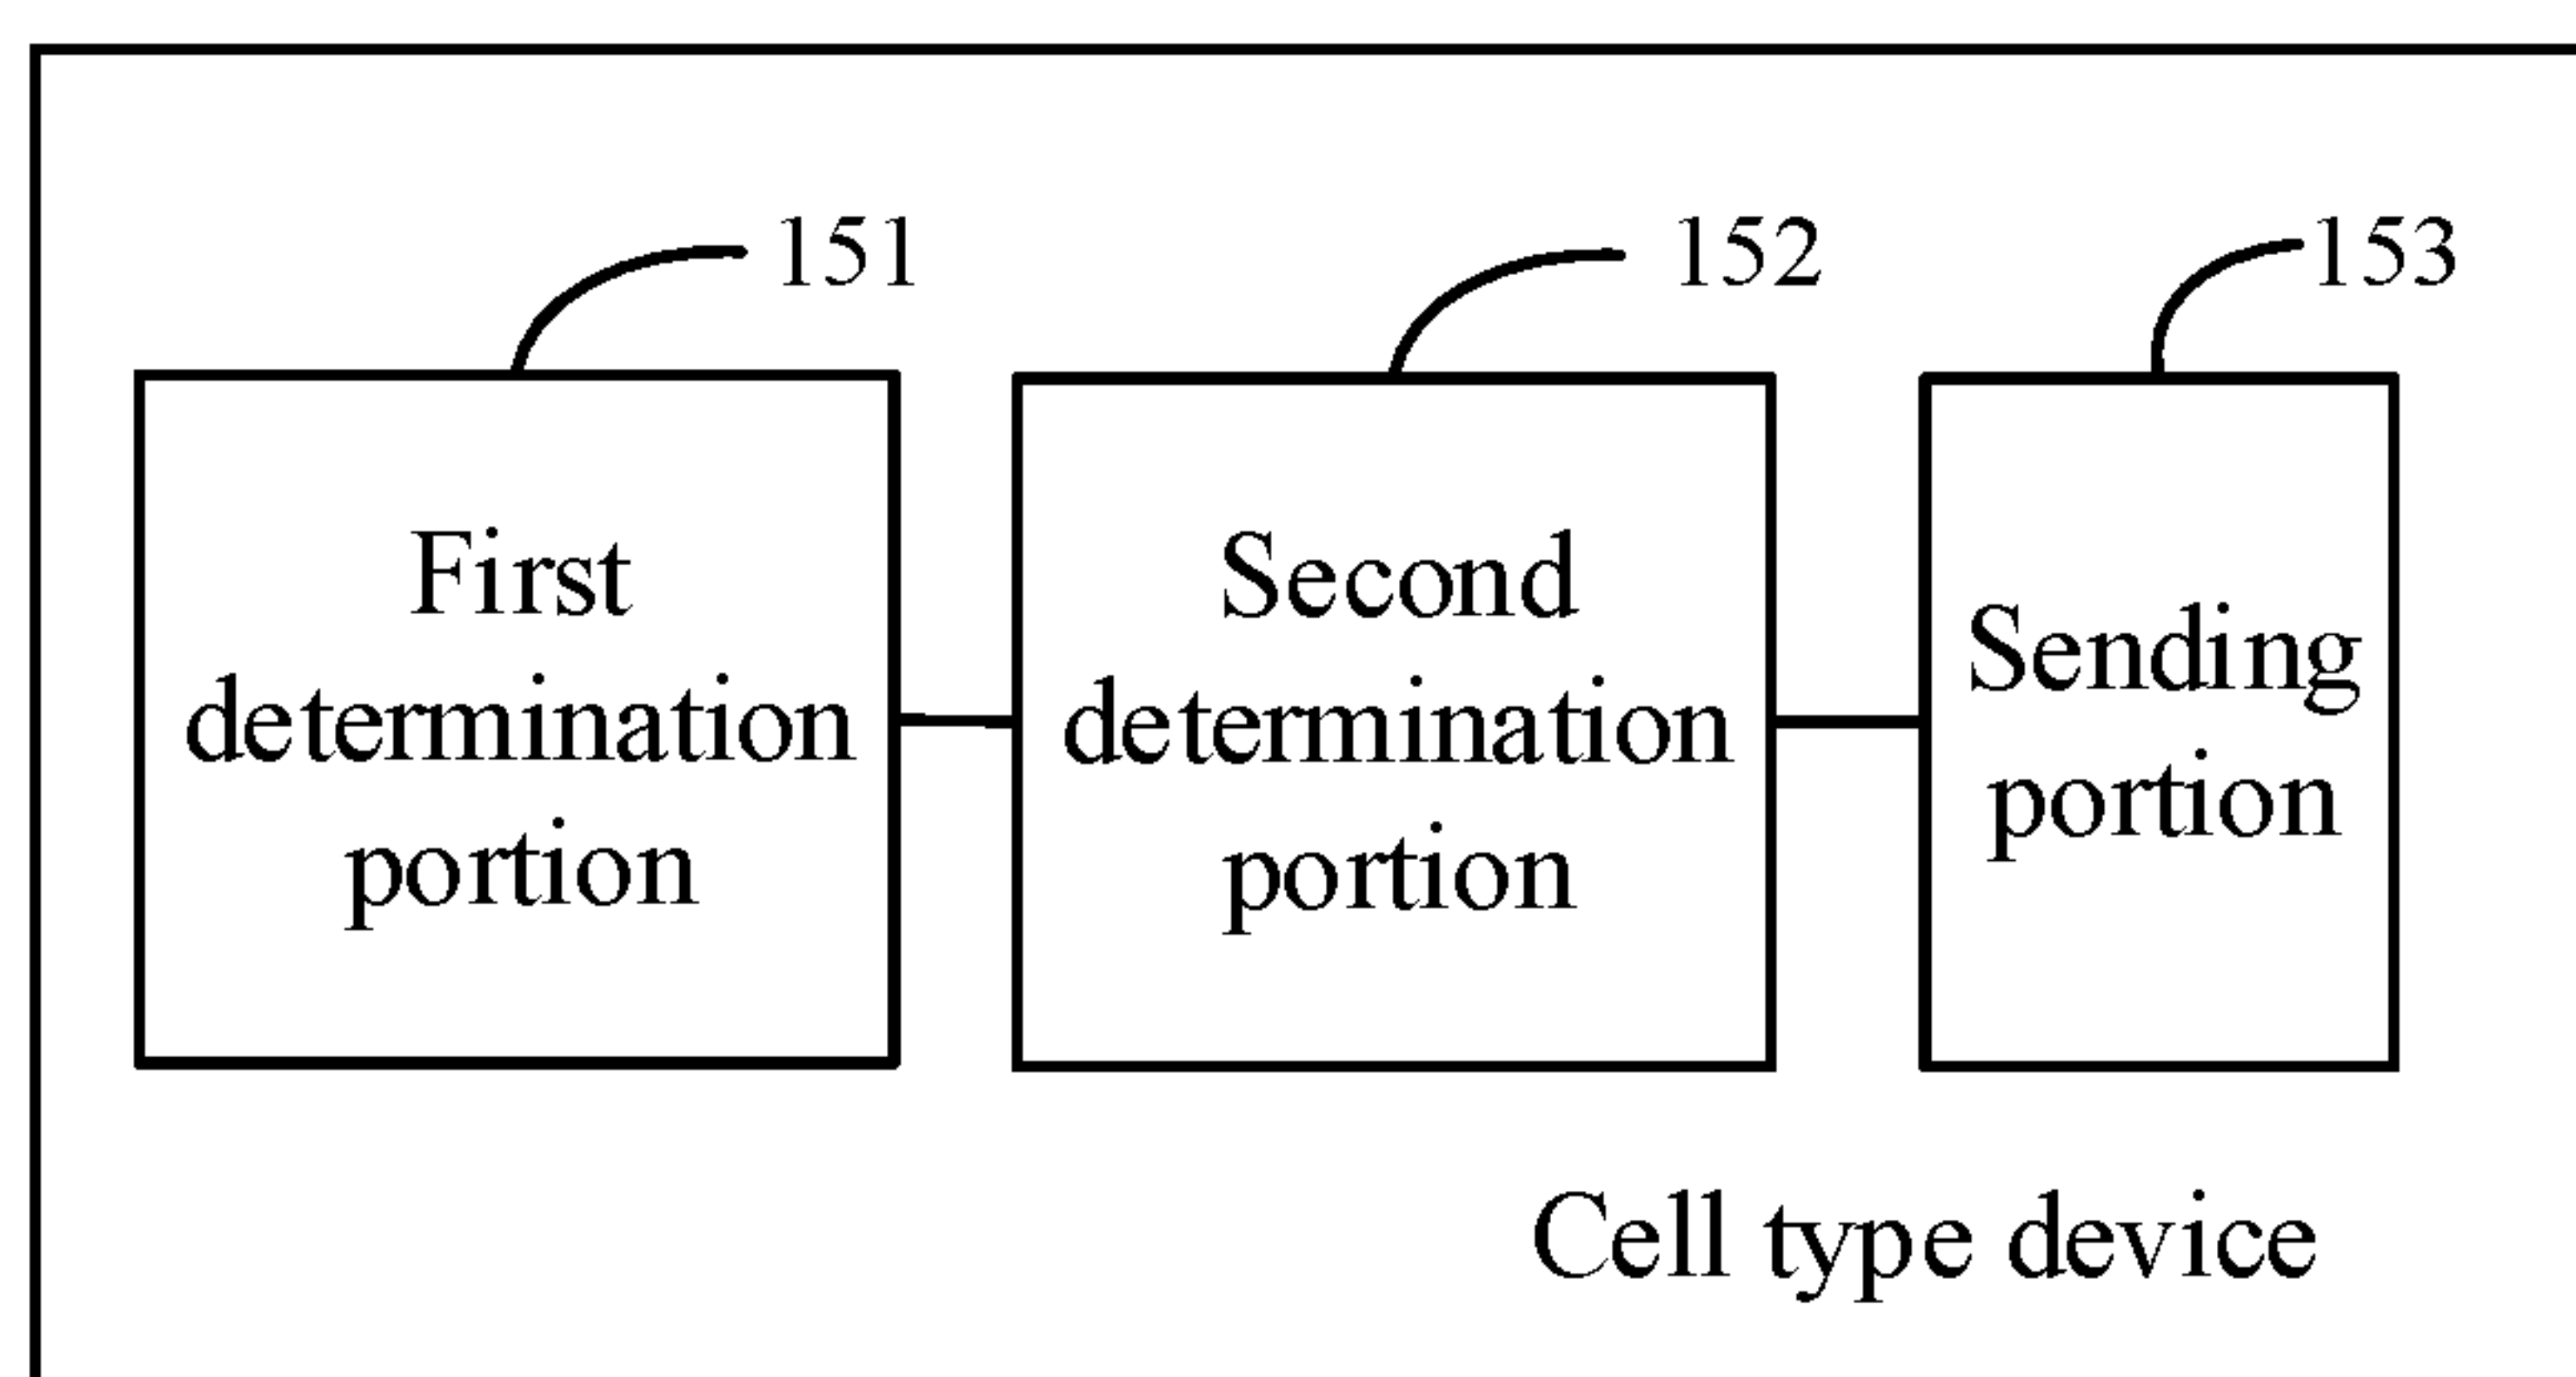 151
152
153
First
determination
portion
Second
determination
portion
Sending
portion
Cell type device